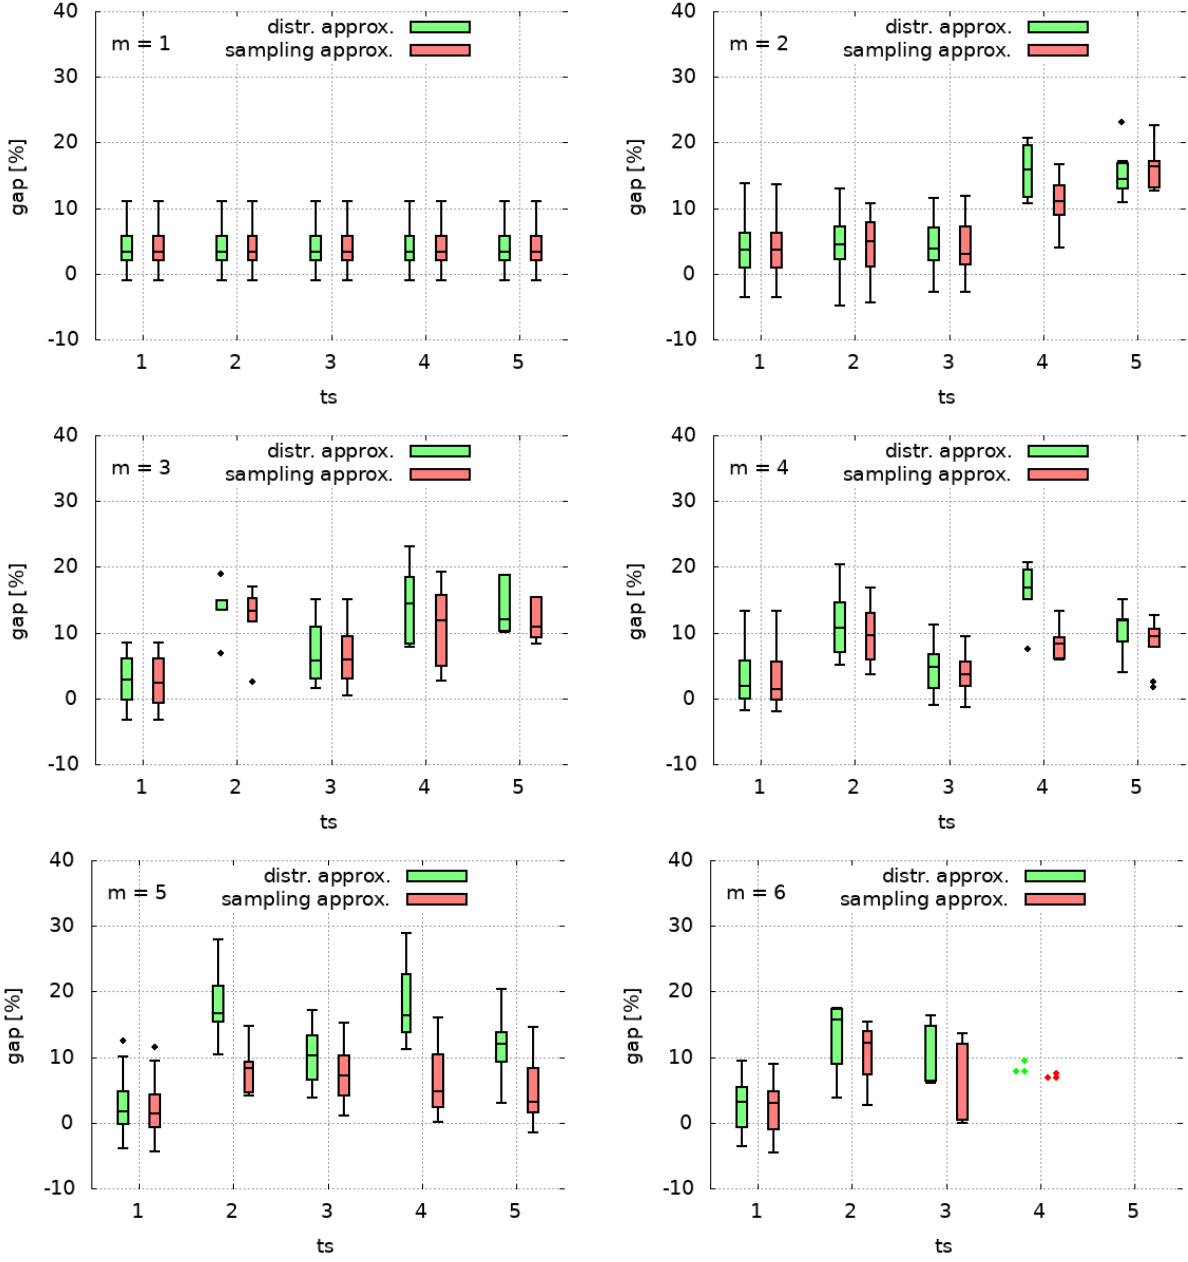 40
30
20
10
0
-10
gap [%]
m = 1
distr. approx.
sampling approx.
1 2 3 4 5
ts
40
30
20
10
0
-10
gap [%]
m = 2
distr. approx.
sampling approx.
1 2 3 4 5
ts
40
30
20
10
0
-10
gap [%]
m = 3
distr. approx.
sampling approx.
1 2 3 4 5
ts
40
30
20
10
0
-10
gap [%]
m = 4
distr. approx.
sampling approx.
1 2 3 4 5
ts
40
30
20
10
0
-10
gap [%]
m = 5
distr. approx.
sampling approx.
1 2 3 4 5
ts
40
30
20
10
0
-10
gap [%]
m = 6
distr. approx.
sampling approx.
1 2 3 4 5
ts